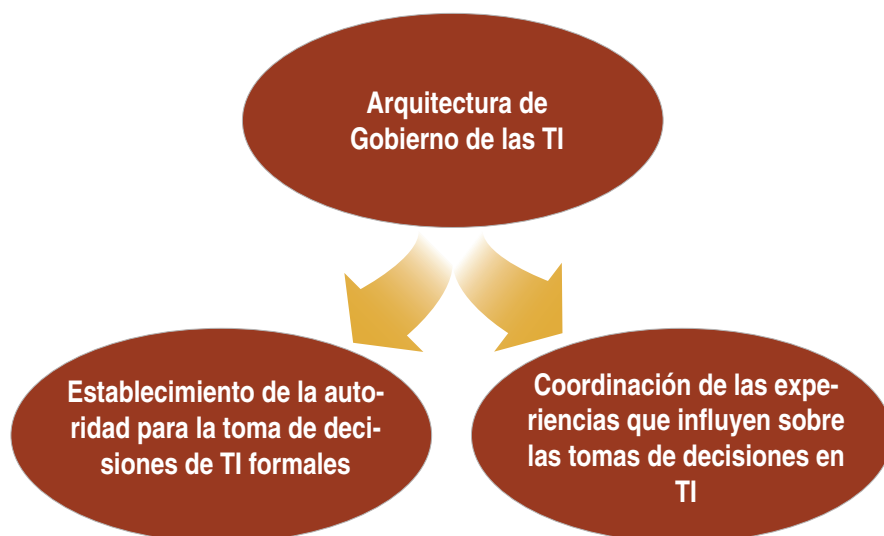 Arquitectura de
Gobierno de las TI
Establecimiento de la auto-
ridad para la toma de deci-
siones de TI formales
Coordinación de las expe-
riencias que influyen sobre
las tomas de decisiones en
TI